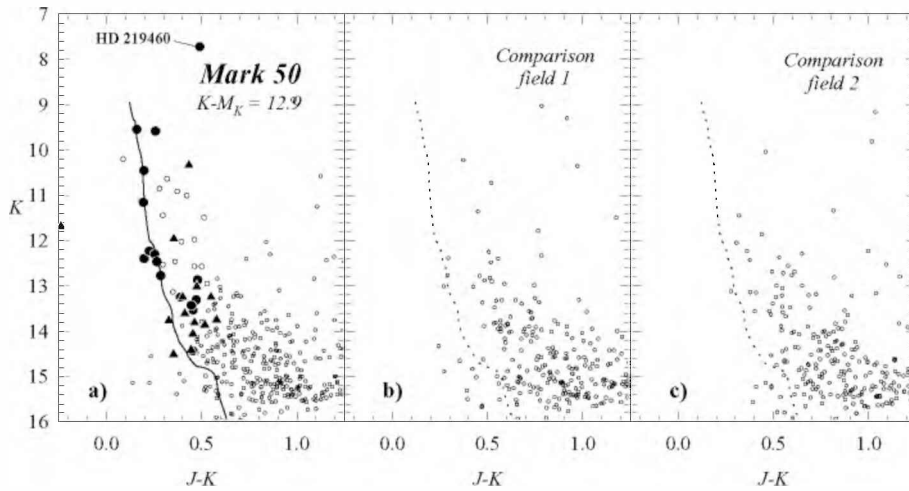 7
8
9
10
11
12
13
14
15
16
K
HD 219460
Mark 50
K-M_K = 12.9
a)
0.0 0.5 1.0
J-K
Comparison
field 1
b)
0.0 0.5 1.0
J-K
Comparison
field 2
c)
0.0 0.5 1.0
J-K